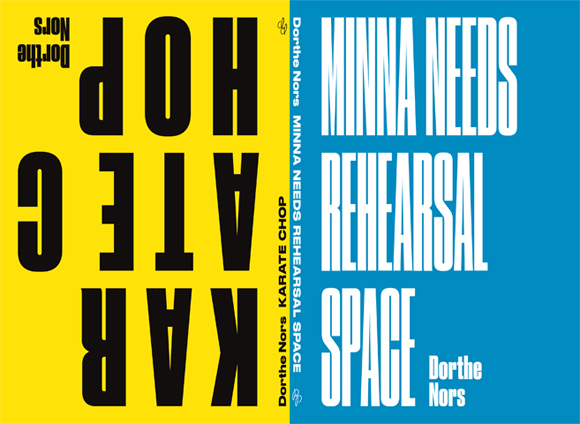 KAR
ATEC
HOP
Dorthe
Nors
Dorthe Nors KARATE CHOP
Dorthe Nors MINNA NEEDS REHEARSAL SPACE
MINNA NEEDS
REHEARSAL
SPACE
Dorthe
Nors